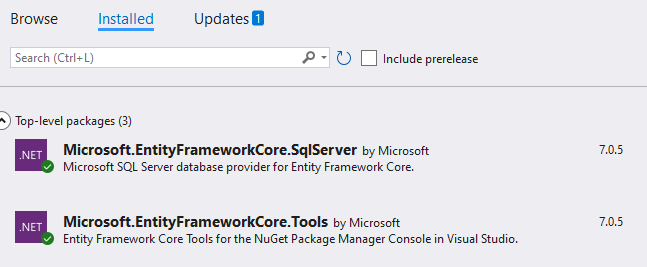 Browse Installed Updates 1
Search (Ctrl+L) Include prerelease
Top-level packages (3)
.NET Microsoft.EntityFrameworkCore.SqlServer by Microsoft 7.0.5
Microsoft SQL Server database provider for Entity Framework Core.
.NET Microsoft.EntityFrameworkCore.Tools by Microsoft 7.0.5
Entity Framework Core Tools for the NuGet Package Manager Console in Visual Studio.